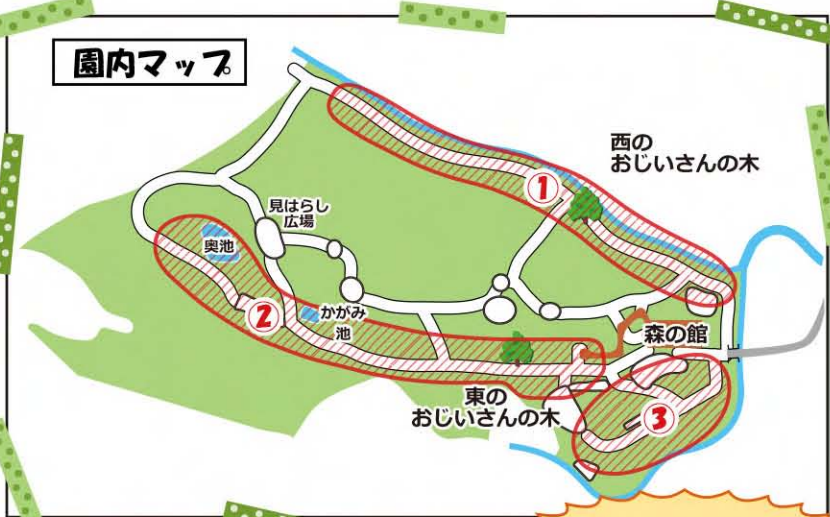 園内マップ
西の
おじいさんの木
①
見はらし
広場
奥池
②
かがみ
池
森の館
東の
おじいさんの木
③